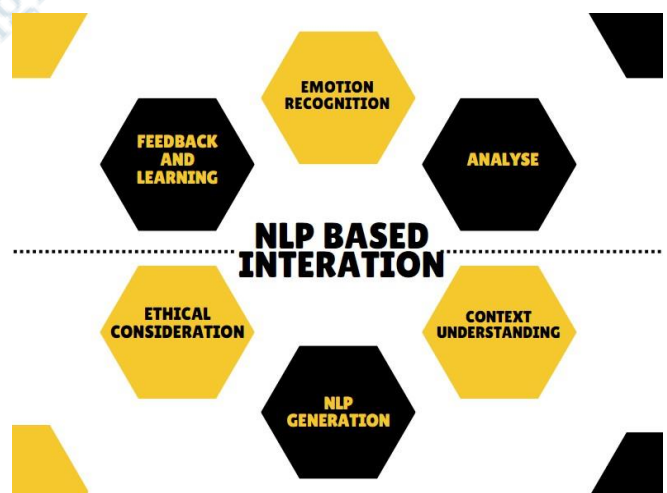 EMOTION
RECOGNITION
FEEDBACK
AND
LEARNING
ANALYSE
NLP BASED
INTERATION
ETHICAL
CONSIDERATION
CONTEXT
UNDERSTANDING
NLP
GENERATION